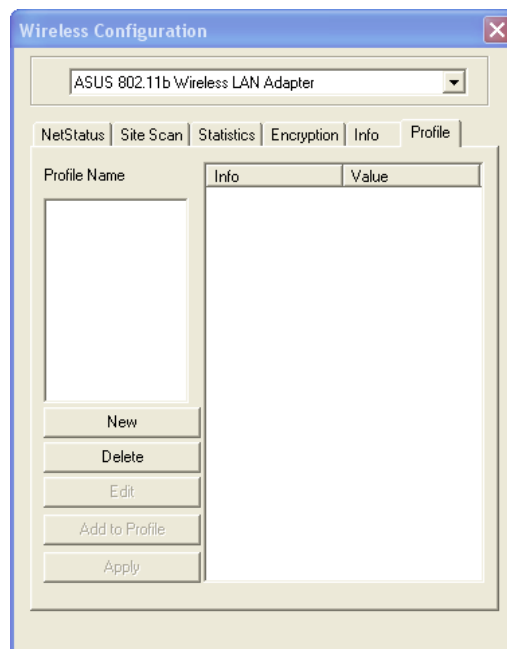 Wireless Configuration
ASUS 802.11b Wireless LAN Adapter
NetStatus Site Scan Statistics Encryption Info Profile
Profile Name Info Value
New
Delete
Edit
Add to Profile
Apply